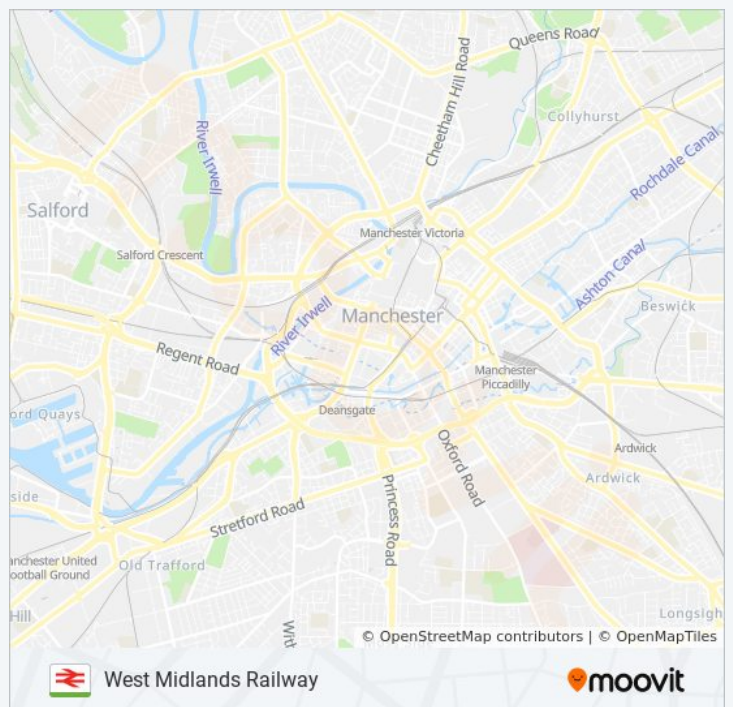 Queens Road
Cheetham Hill Road
Collyhurst
River Irwell
Rochdale Canal
Salford
Manchester Victoria
Salford Crescent
Ashton Canal
Beswick
River Irwell
Manchester
Regent Road
Manchester
Piccadilly
ord Quays
Deansgate
Oxford Road
Ardwick
Ardwick
side
Princess Road
Stretford Road
anchester United
ootball Ground
Old Trafford
Hill
With
Longsigh
© OpenStreetMap contributors | © OpenMapTiles
West Midlands Railway
moovit